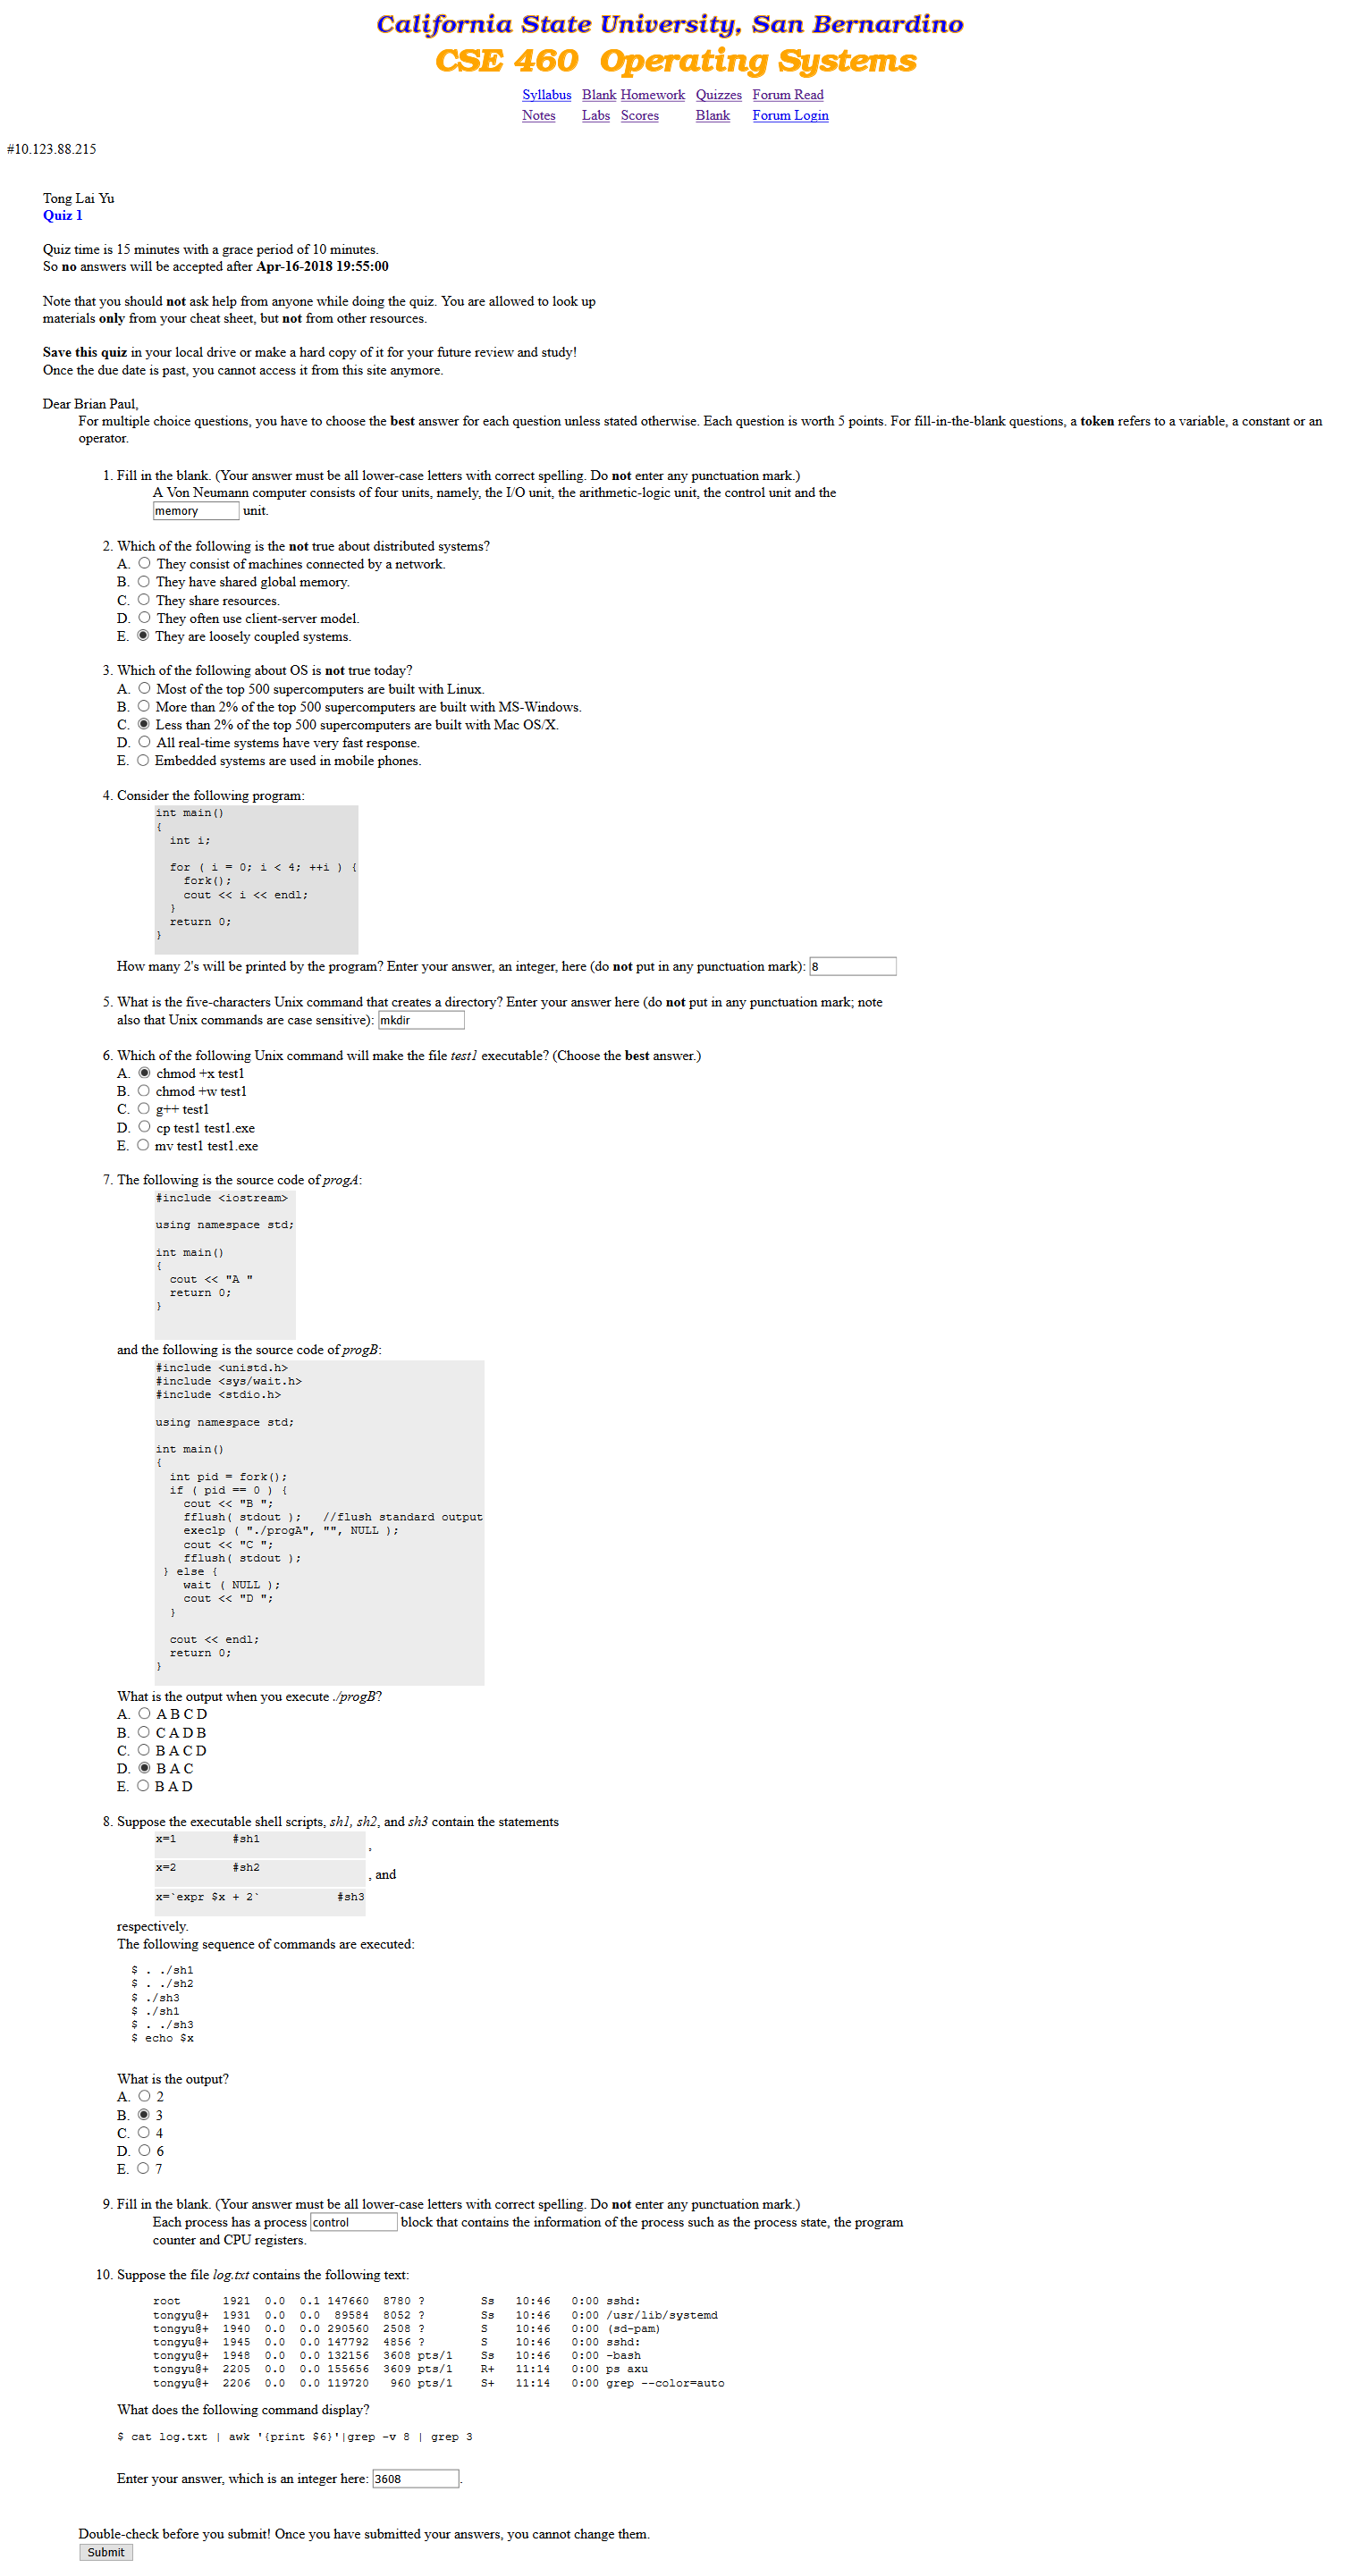 California State University, San Bernardino
CSE 460 Operating Systems
Syllabus Blank Homework Quizzes Forum Read
Notes Labs Scores Blank Forum Login
#10.123.88.215
Tong Lai Yu
Quiz 1
Quiz time is 15 minutes with a grace period of 10 minutes.
So no answers will be accepted after Apr-16-2018 19:55:00
Note that you should not ask help from anyone while doing the quiz. You are allowed to look up
materials only from your cheat sheet, but not from other resources.
Save this quiz in your local drive or make a hard copy of it for your future review and study!
Once the due date is past, you cannot access it from this site anymore.
Dear Brian Paul,
For multiple choice questions, you have to choose the best answer for each question unless stated otherwise. Each question is worth 5 points. For fill-in-the-blank questions, a token refers to a variable, a constant or an
operator.
1. Fill in the blank. (Your answer must be all lower-case letters with correct spelling. Do not enter any punctuation mark.)
A Von Neumann computer consists of four units, namely, the I/O unit, the arithmetic-logic unit, the control unit and the
memory unit.
2. Which of the following is the not true about distributed systems?
A. They consist of machines connected by a network.
B. They have shared global memory.
C. They share resources.
D. They often use client-server model.
E. They are loosely coupled systems.
3. Which of the following about OS is not true today?
A. Most of the top 500 supercomputers are built with Linux.
B. More than 2% of the top 500 supercomputers are built with MS-Windows.
C. Less than 2% of the top 500 supercomputers are built with Mac OS/X.
D. All real-time systems have very fast response.
E. Embedded systems are used in mobile phones.
4. Consider the following program:
int main()
{
int i;
for ( i = 0; i < 4; ++i ) {
fork();
cout << i << endl;
}
return 0;
}
How many 2's will be printed by the program? Enter your answer, an integer, here (do not put in any punctuation mark): 8
5. What is the five-characters Unix command that creates a directory? Enter your answer here (do not put in any punctuation mark; note
also that Unix commands are case sensitive): mkdir
6. Which of the following Unix command will make the file test1 executable? (Choose the best answer.)
A. chmod +x test1
B. chmod +w test1
C. g++ test1
D. cp test1 test1.exe
E. mv test1 test1.exe
7. The following is the source code of progA:
#include <iostream>
using namespace std;
int main()
{
cout << "A "
return 0;
}
and the following is the source code of progB:
#include <unistd.h>
#include <sys/wait.h>
#include <stdio.h>
using namespace std;
int main()
{
int pid = fork();
if ( pid == 0 ) {
cout << "B ";
fflush( stdout ); //flush standard output
execlp ( "./progA", "", NULL );
cout << "C ";
fflush( stdout );
} else {
wait ( NULL );
cout << "D ";
}
cout << endl;
return 0;
}
What is the output when you execute ./progB?
A. A B C D
B. C A D B
C. B A C D
D. B A C
E. B A D
8. Suppose the executable shell scripts, sh1, sh2, and sh3 contain the statements
x=1 #sh1 ,
x=2 #sh2 , and
x=`expr $x + 2` #sh3
respectively.
The following sequence of commands are executed:
$ . ./sh1
$ . ./sh2
$ ./sh3
$ ./sh1
$ . ./sh3
$ echo $x
What is the output?
A. 2
B. 3
C. 4
D. 6
E. 7
9. Fill in the blank. (Your answer must be all lower-case letters with correct spelling. Do not enter any punctuation mark.)
Each process has a process control block that contains the information of the process such as the process state, the program
counter and CPU registers.
10. Suppose the file log.txt contains the following text:
root 1921 0.0 0.1 147660 8780 ? Ss 10:46 0:00 sshd:
tongyu@+ 1931 0.0 0.0 89584 8052 ? Ss 10:46 0:00 /usr/lib/systemd
tongyu@+ 1940 0.0 0.0 290560 2508 ? S 10:46 0:00 (sd-pam)
tongyu@+ 1945 0.0 0.0 147792 4856 ? S 10:46 0:00 sshd:
tongyu@+ 1948 0.0 0.0 132156 3608 pts/1 Ss 10:46 0:00 -bash
tongyu@+ 2205 0.0 0.0 155656 3609 pts/1 R+ 11:14 0:00 ps axu
tongyu@+ 2206 0.0 0.0 119720 960 pts/1 S+ 11:14 0:00 grep --color=auto
What does the following command display?
$ cat log.txt | awk '{print $6}'|grep -v 8 | grep 3
Enter your answer, which is an integer here: 3608.
Double-check before you submit! Once you have submitted your answers, you cannot change them.
Submit